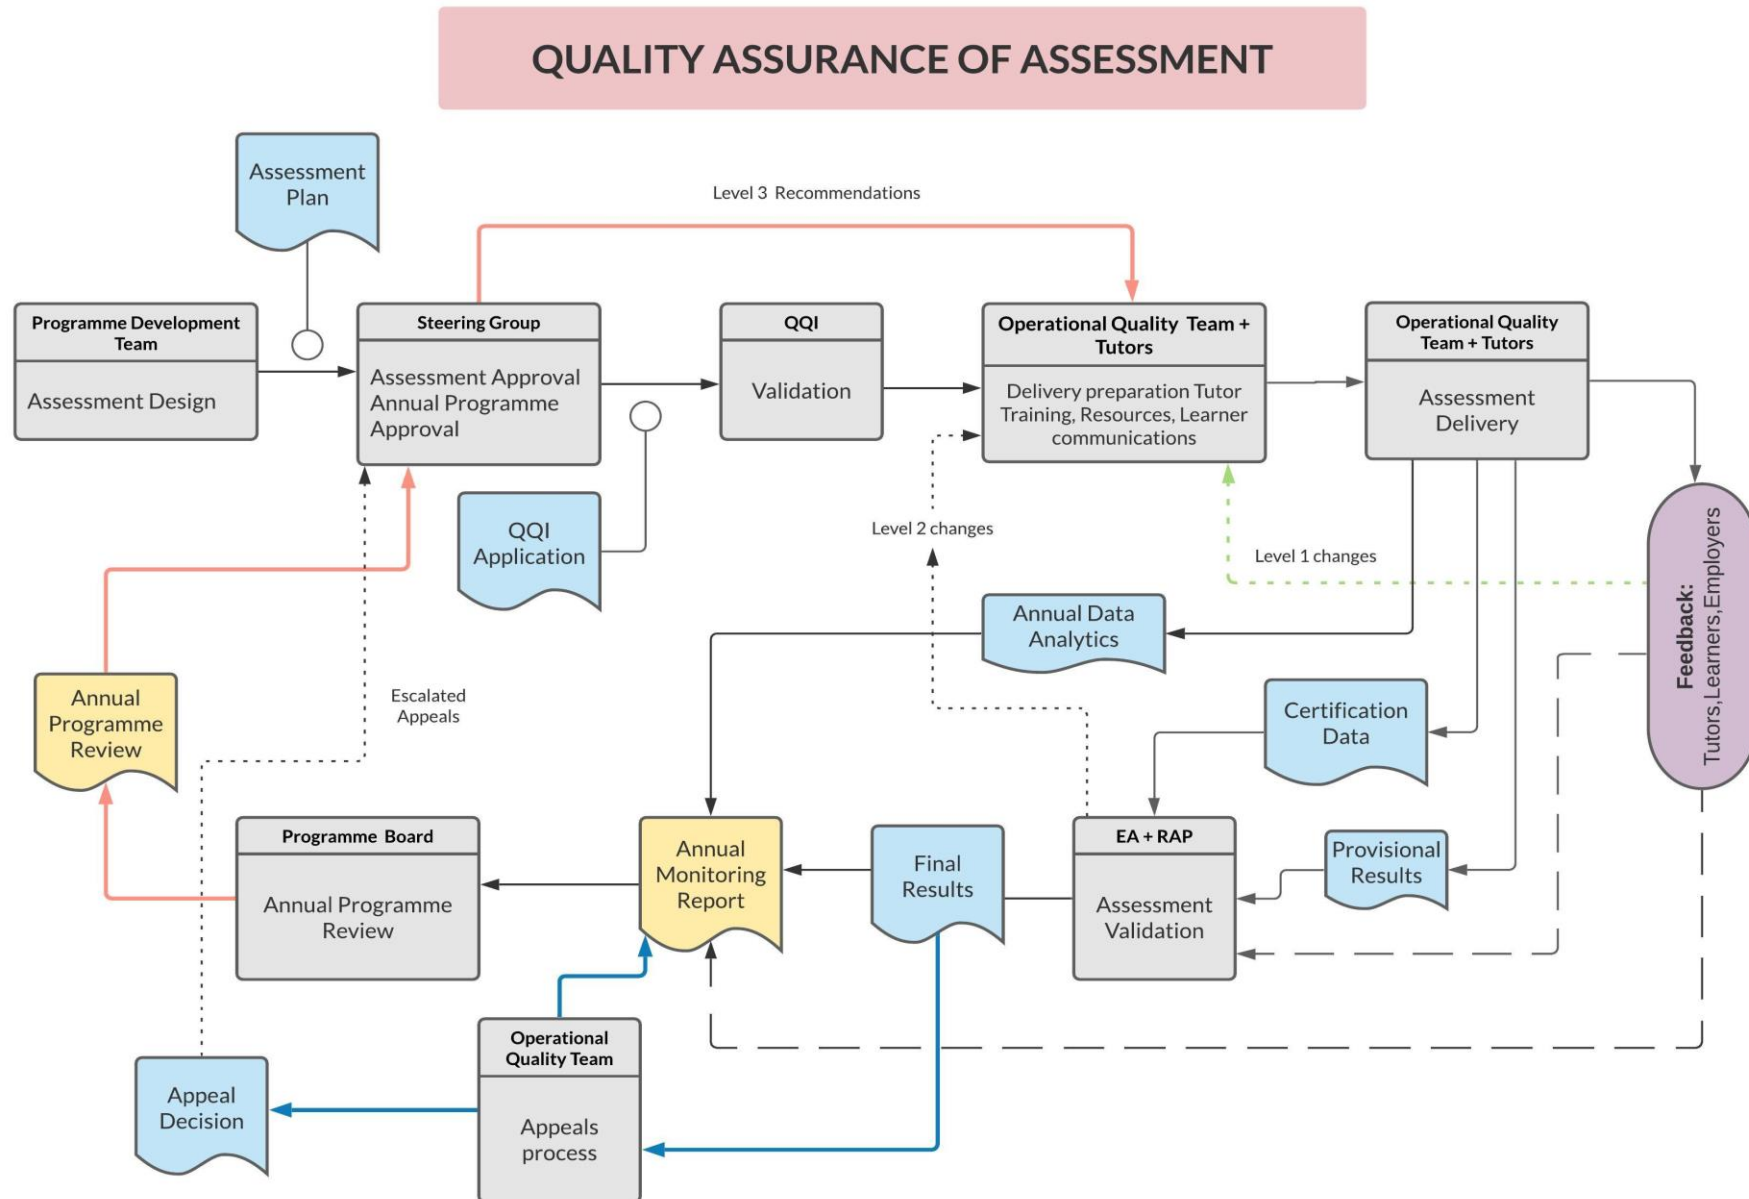 QUALITY ASSURANCE OF ASSESSMENT
Assessment
Plan
Level 3 Recommendations
Programme Development
Team
Assessment Design
Steering Group
Assessment Approval
Annual Programme
Approval
QQI
Validation
Operational Quality Team +
Tutors
Delivery preparation Tutor
Training, Resources, Learner
communications
Operational Quality
Team + Tutors
Assessment
Delivery
QQI
Application
Level 2 changes
Level 1 changes
Feedback:
Tutors,Learners,Employers
Annual Data
Analytics
Annual
Programme
Review
Escalated
Appeals
Certification
Data
Programme Board
Annual Programme
Review
Annual
Monitoring
Report
Final
Results
EA + RAP
Assessment
Validation
Provisional
Results
Operational
Quality Team
Appeals
process
Appeal
Decision